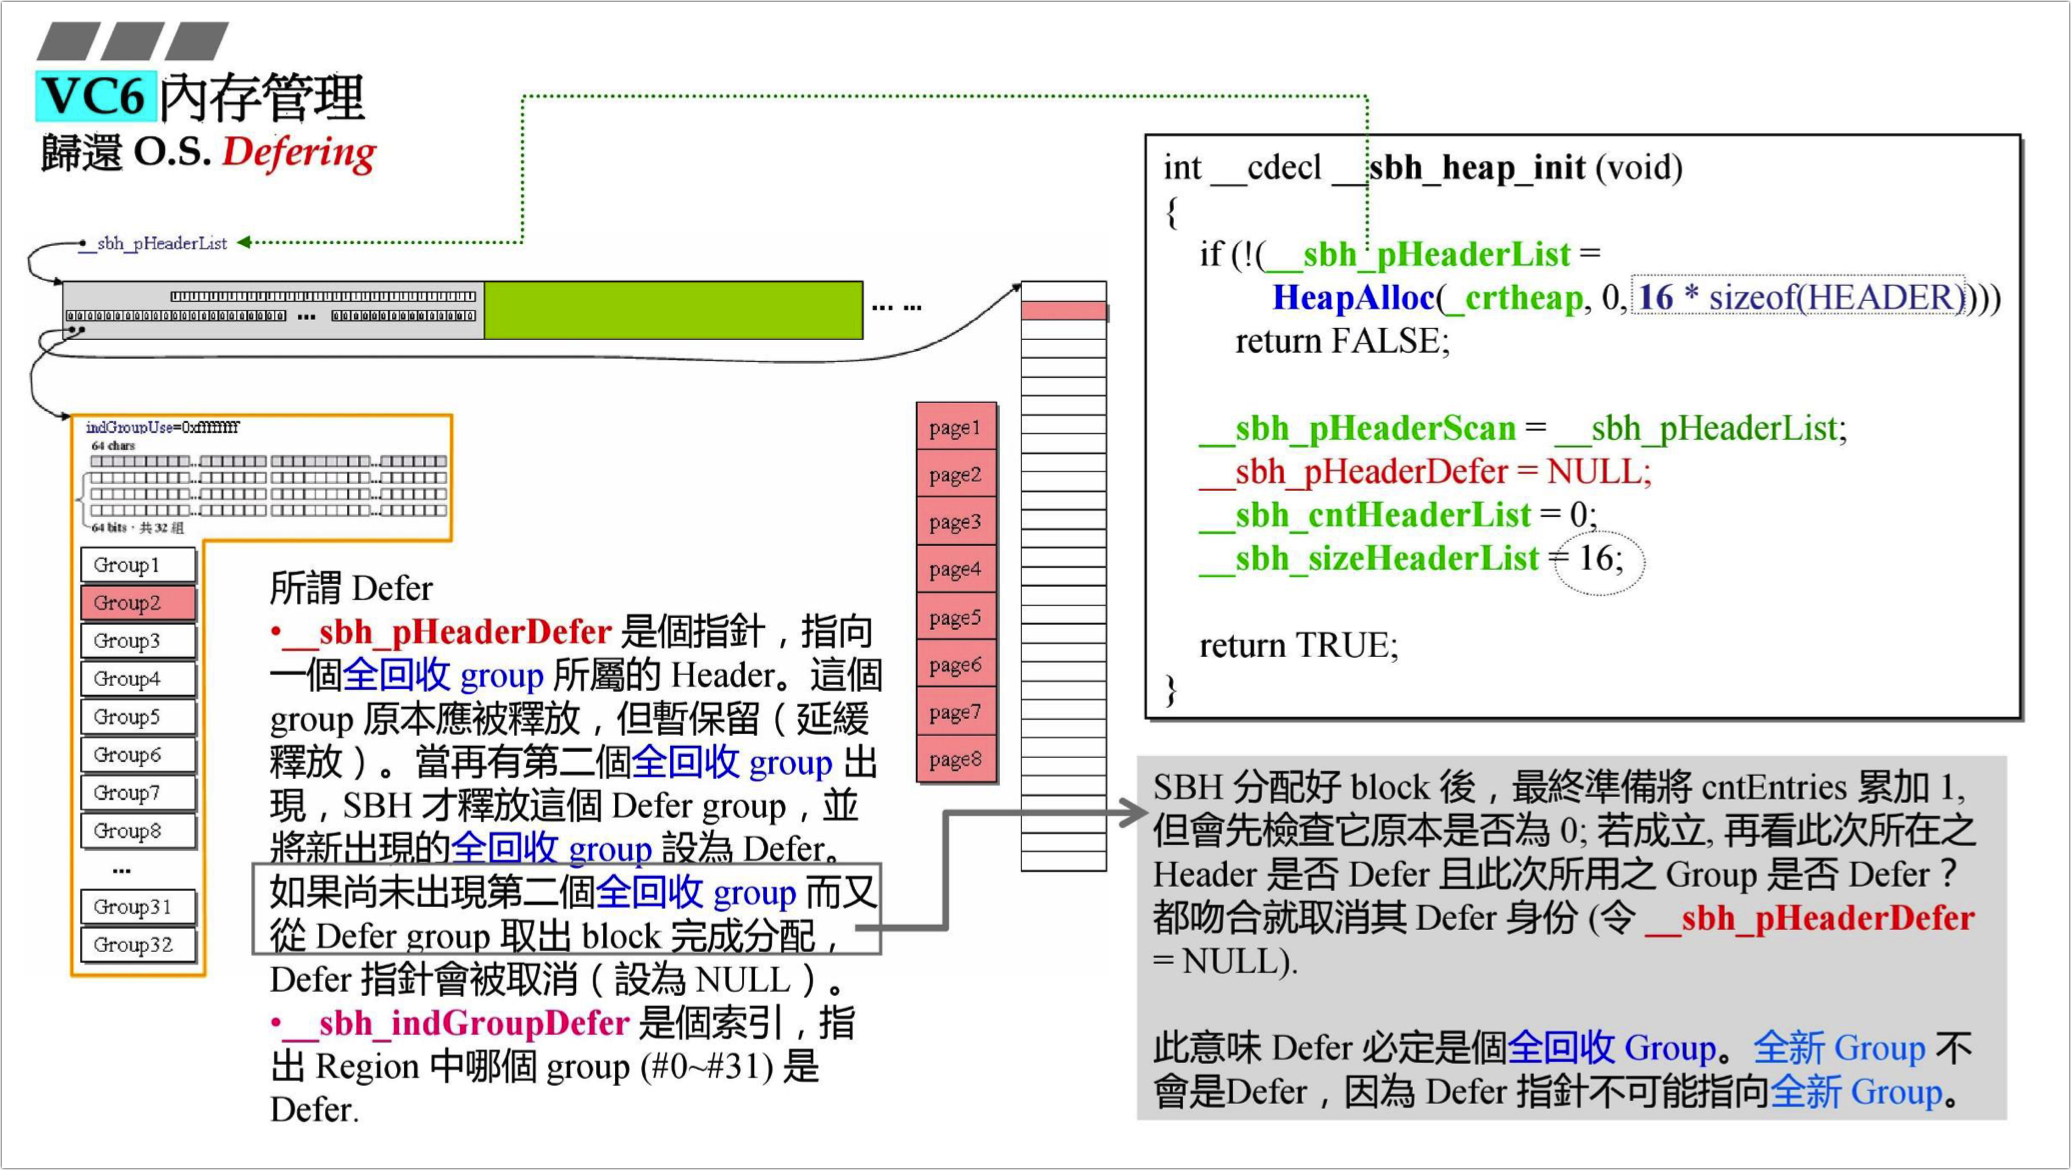 VC6 內存管理
歸還 O.S. Defering
__sbh_pHeaderList
... ...
...
indGroupUse=0xffffffff
64 chars
64 bits，共 32 組
Group1
Group2
Group3
Group4
Group5
Group6
Group7
Group8
...
Group31
Group32
所謂 Defer
•__sbh_pHeaderDefer 是個指針，指向
一個全回收 group 所屬的 Header。這個
group 原本應被釋放，但暫保留（延緩
釋放）。當再有第二個全回收 group 出
現，SBH 才釋放這個 Defer group，並
將新出現的全回收 group 設為 Defer。
如果尚未出現第二個全回收 group 而又
從 Defer group 取出 block 完成分配，
Defer 指針會被取消（設為 NULL）。
•__sbh_indGroupDefer 是個索引，指
出 Region 中哪個 group (#0~#31) 是
Defer.
page1
page2
page3
page4
page5
page6
page7
page8
int __cdecl __sbh_heap_init (void)
{
if (!(__sbh_pHeaderList =
HeapAlloc(_crtheap, 0, 16 * sizeof(HEADER))))
return FALSE;
__sbh_pHeaderScan = __sbh_pHeaderList;
__sbh_pHeaderDefer = NULL;
__sbh_cntHeaderList = 0;
__sbh_sizeHeaderList = 16;
return TRUE;
}
SBH 分配好 block 後，最終準備將 cntEntries 累加 1,
但會先檢查它原本是否為 0; 若成立, 再看此次所在之
Header 是否 Defer 且此次所用之 Group 是否 Defer？
都吻合就取消其 Defer 身份 (令 __sbh_pHeaderDefer
= NULL).
此意味 Defer 必定是個全回收 Group。全新 Group 不
會是Defer，因為 Defer 指針不可能指向全新 Group。